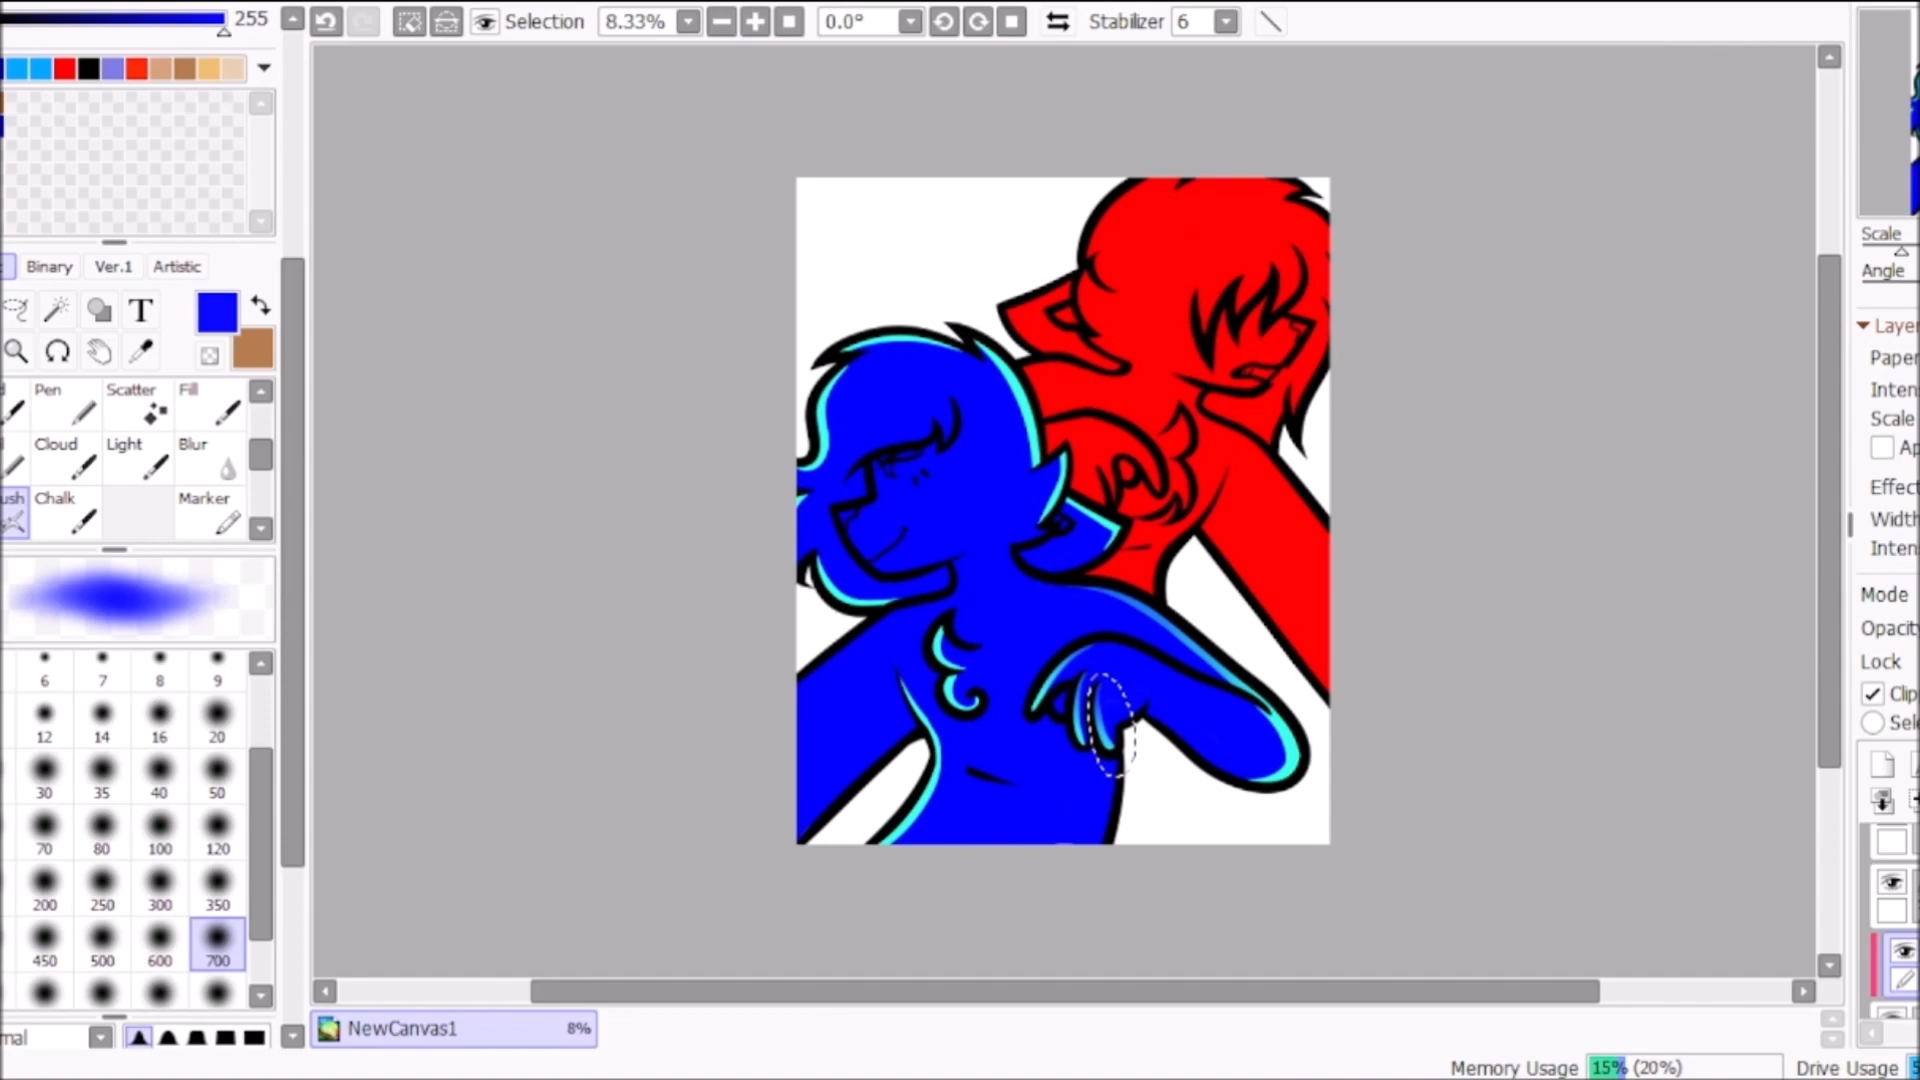 255
Selection 8.33% 0.0° Stabilizer 6
Binary Ver.1 Artistic
T
Pen Scatter Fill
Cloud Light Blur
ush Chalk Marker
6 7 8 9
12 14 16 20
30 35 40 50
70 80 100 120
200 250 300 350
450 500 600 700
mal
NewCanvas1 8%
Memory Usage 15% (20%) Drive Usage
Scale
Angle
Layer
Paper
Inten
Scale
Ap
Effect
Width
Inten
Mode
Opacity
Lock
Clip
Sele